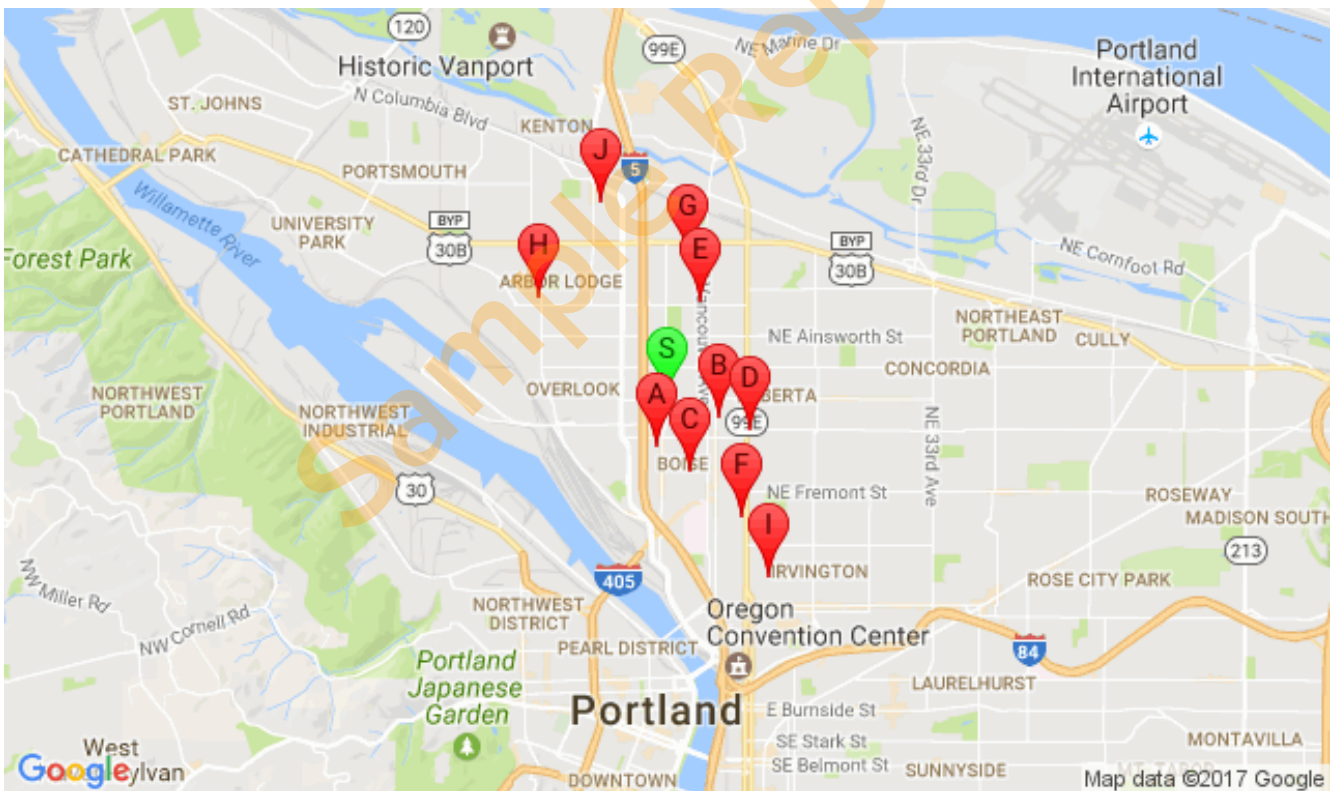 120
99E
NE Marine Dr
Portland
International
Airport
Historic Vanport
N Columbia Blvd
ST. JOHNS
KENTON
NE 33rd Dr
CATHEDRAL PARK
PORTSMOUTH
J
5
Willamette River
UNIVERSITY
PARK
BYP
30B
G
BYP
30B
NE Cornfoot Rd
Forest Park
H
E
ARBOR LODGE
NORTHEAST
PORTLAND
CULLY
NE Ainsworth St
S
B
D
CONCORDIA
NORTHWEST
PORTLAND
OVERLOOK
A
NORTHWEST
INDUSTRIAL
C
99E
NE 33rd Ave
BOISE
F
30
NE Fremont St
ROSEWAY
MADISON SOUTH
I
213
405
IRVINGTON
ROSE CITY PARK
NW Miller Rd
NW Cornell Rd
NORTHWEST
DISTRICT
Oregon
Convention Center
PEARL DISTRICT
84
Portland
Japanese
Garden
LAURELHURST
Portland
E Burnside St
SE Stark St
West
MONTAVILLA
Google
SE Belmont St
SUNNYSIDE
DOWNTOWN
Map data ©2017 Google
Sample Rep